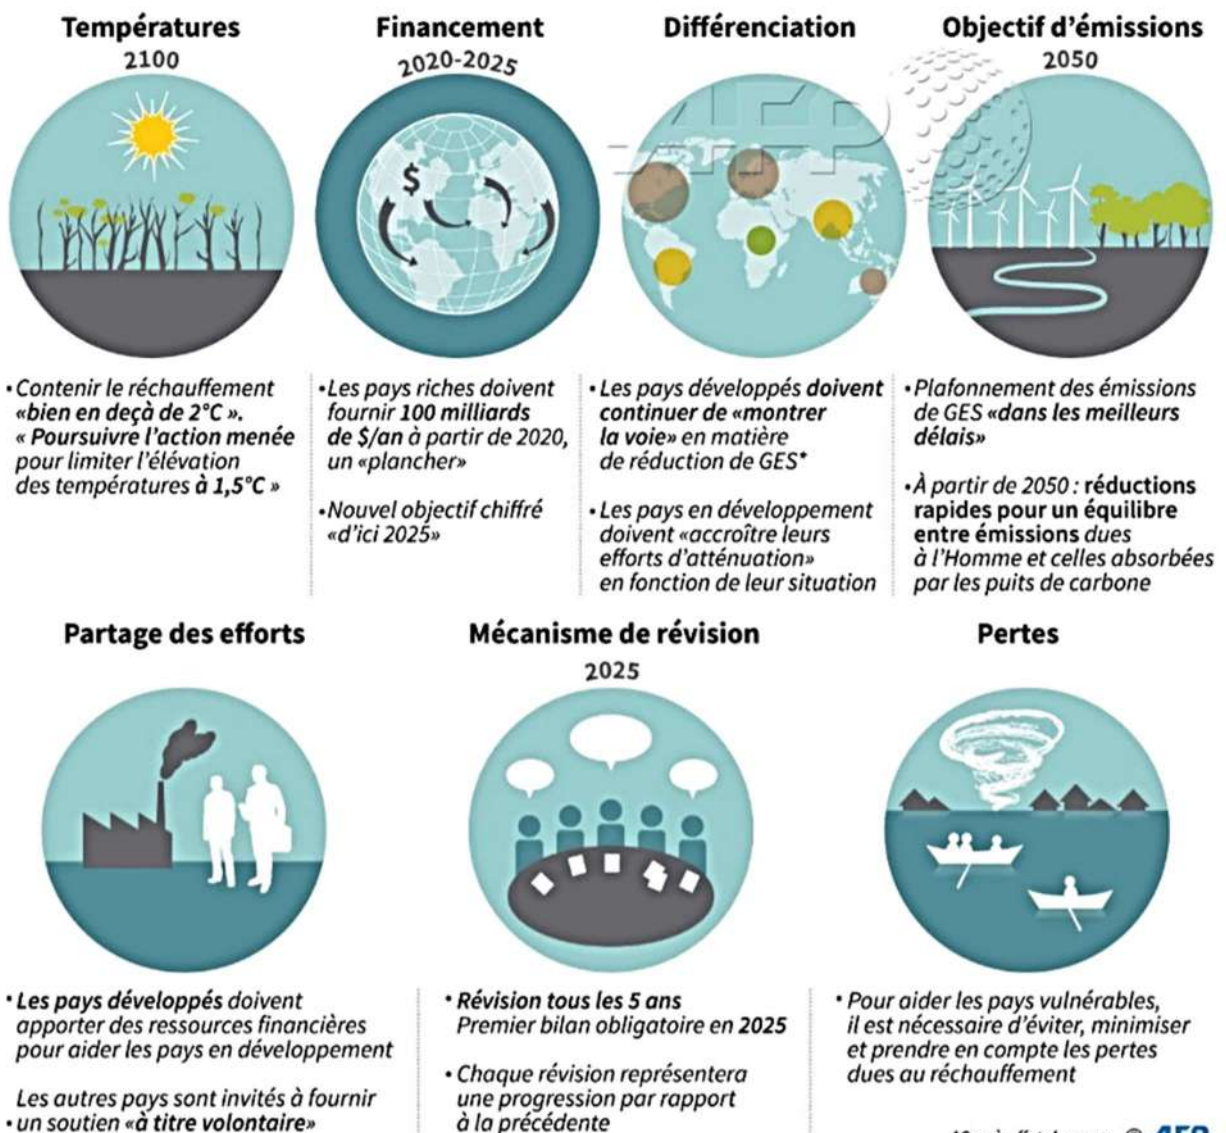 Températures
2100
•Contenir le réchauffement
«bien en deçà de 2°C ».
« Poursuivre l'action menée
pour limiter l'élévation
des températures à 1,5°C »
Financement
2020-2025
$
•Les pays riches doivent
fournir 100 milliards
de $/an à partir de 2020,
un «plancher»
•Nouvel objectif chiffré
«d'ici 2025»
Différenciation
AFP
•Les pays développés doivent
continuer de «montrer
la voie» en matière
de réduction de GES*
•Les pays en développement
doivent «accroître leurs
efforts d'atténuation»
en fonction de leur situation
Objectif d'émissions
2050
•Plafonnement des émissions
de GES «dans les meilleurs
délais»
•À partir de 2050 : réductions
rapides pour un équilibre
entre émissions dues
à l'Homme et celles absorbées
par les puits de carbone
Partage des efforts
•Les pays développés doivent
apporter des ressources financières
pour aider les pays en développement
Les autres pays sont invités à fournir
•un soutien «à titre volontaire»
Mécanisme de révision
2025
•Révision tous les 5 ans
Premier bilan obligatoire en 2025
•Chaque révision représentera
une progression par rapport
à la précédente
Pertes
•Pour aider les pays vulnérables,
il est nécessaire d'éviter, minimiser
et prendre en compte les pertes
dues au réchauffement
AFP